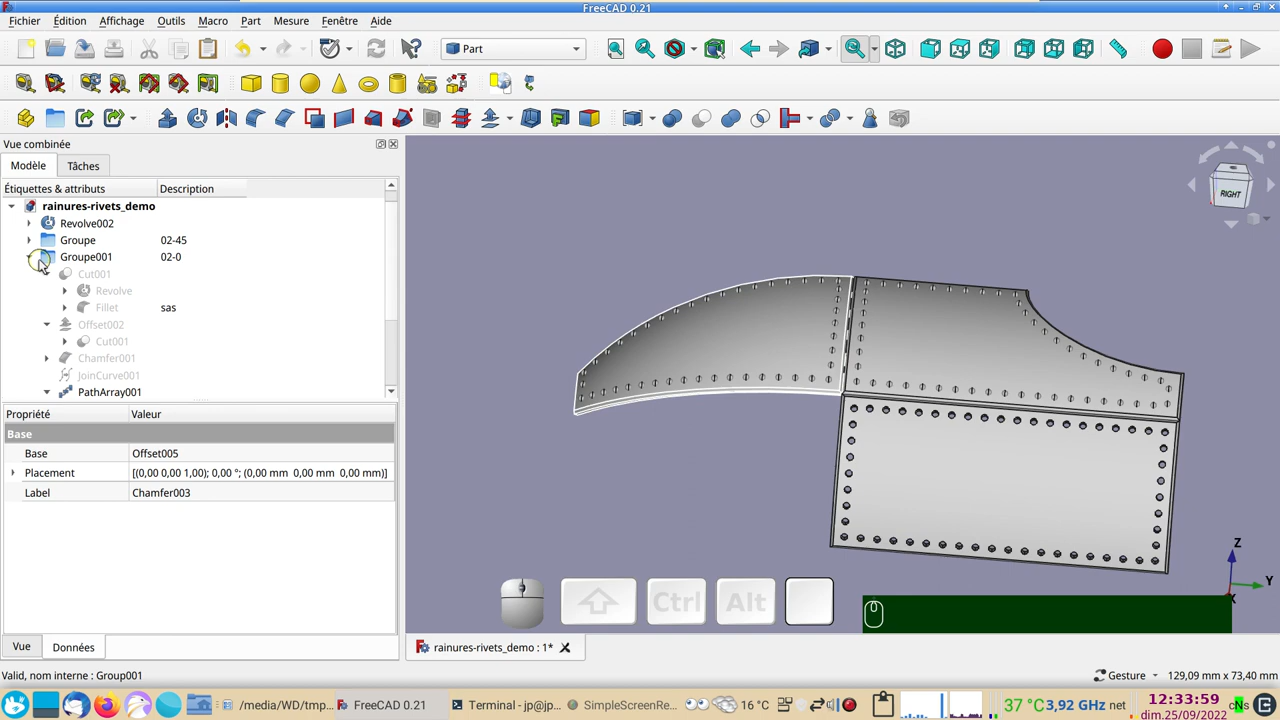 FreeCAD 0.21
Fichier Édition Affichage Outils Macro Part Mesure Fenêtre Aide
Part
Vue combinée
Modèle Tâches
Étiquettes & attributs Description
rainures-rivets_demo
Revolve002
Groupe 02-45
Groupe001 02-0
Cut001
Revolve
Fillet sas
Offset002
Cut001
Chamfer001
JoinCurve001
PathArray001
Propriété Valeur
Base
Base Offset005
Placement [(0,00 0,00 1,00); 0,00 °; (0,00 mm 0,00 mm 0,00 mm)]
Label Chamfer003
RIGHT
Z
Y
X
Ctrl Alt
Vue Données
rainures-rivets_demo : 1*
Valid, nom interne : Group001
Gesture 129,09 mm x 73,40 mm
/media/WD/tmp... FreeCAD 0.21 Terminal - jp@jp... SimpleScreenRe... 16 °C 37 °C 3,92 GHz net 12:33:59 cNs
dim.25/09/2022